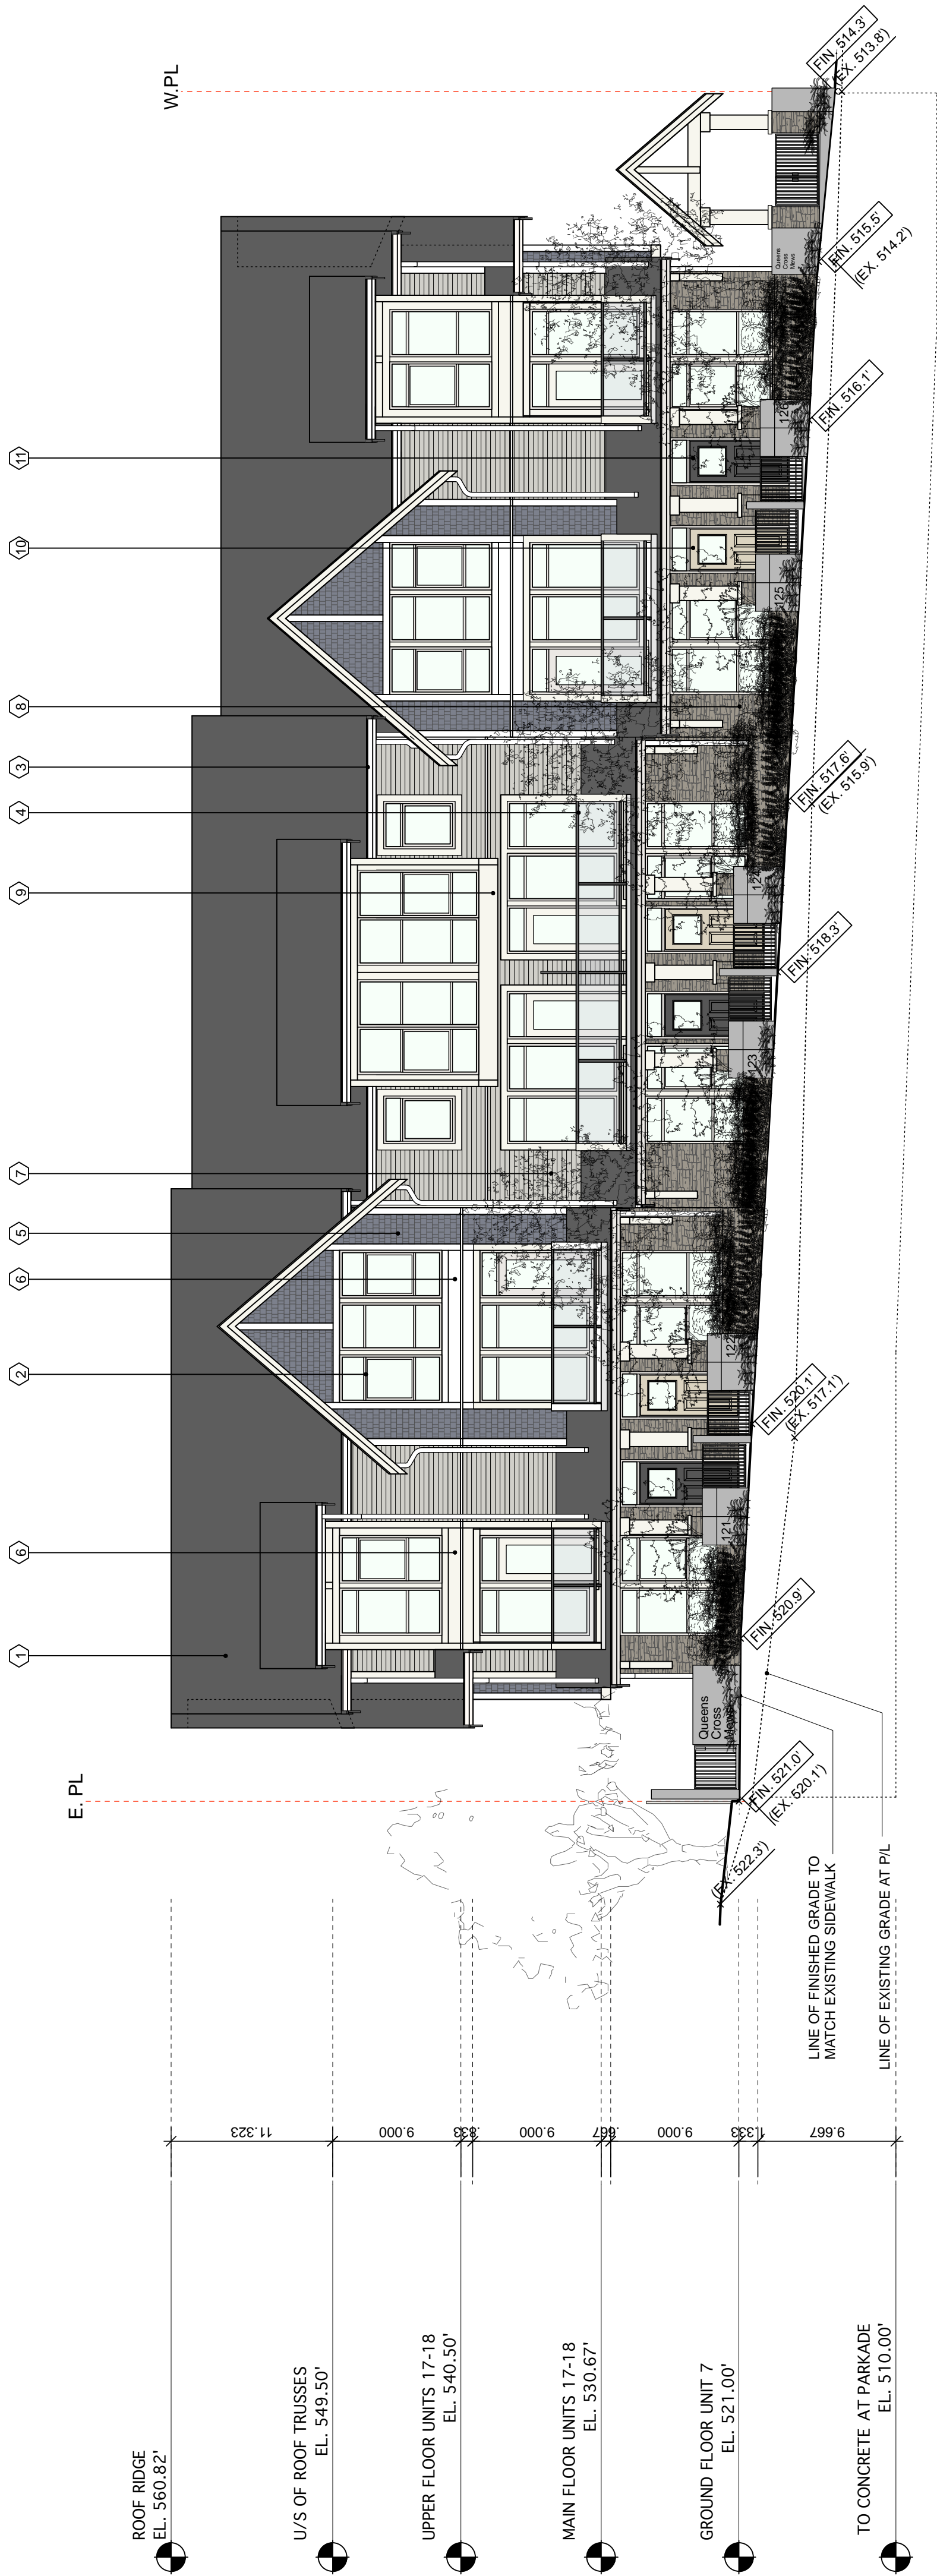 ROOF RIDGE
EL. 560.82'
U/S OF ROOF TRUSSES
EL. 549.50'
UPPER FLOOR UNITS 17-18
EL. 540.50'
MAIN FLOOR UNITS 17-18
EL. 530.67'
GROUND FLOOR UNIT 7
EL. 521.00'
TO CONCRETE AT PARKADE
EL. 510.00'
11.323
9.000
.833
9.000
.667
9.000
1.333
9.667
LINE OF FINISHED GRADE TO
MATCH EXISTING SIDEWALK
LINE OF EXISTING GRADE AT P/L
E. PL
W.PL
1
6
2
6
5
7
9
4
3
8
10
11
(EX. 522.3')
FIN. 521.0'
(EX. 520.1')
FIN. 520.9'
FIN. 520.1'
(EX. 517.1')
FIN. 518.3'
FIN. 517.6'
(EX. 515.9')
FIN. 516.1'
FIN. 515.5'
(EX. 514.2')
FIN. 514.3'
(EX. 513.8')
Queens
Cross
Mews
121
122
123
124
125
126
Queens
Cross
Mews